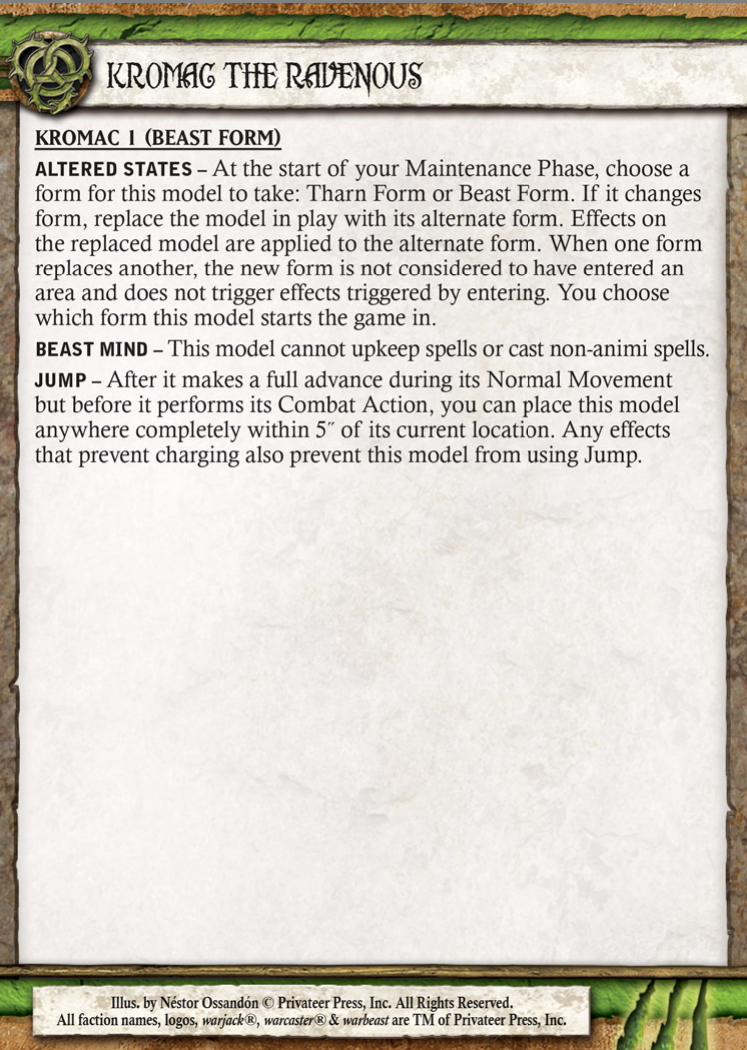 KROMAC THE RAVENOUS
KROMAC 1 (BEAST FORM)
ALTERED STATES – At the start of your Maintenance Phase, choose a
form for this model to take: Tharn Form or Beast Form. If it changes
form, replace the model in play with its alternate form. Effects on
the replaced model are applied to the alternate form. When one form
replaces another, the new form is not considered to have entered an
area and does not trigger effects triggered by entering. You choose
which form this model starts the game in.
BEAST MIND – This model cannot upkeep spells or cast non-animi spells.
JUMP – After it makes a full advance during its Normal Movement
but before it performs its Combat Action, you can place this model
anywhere completely within 5˝ of its current location. Any effects
that prevent charging also prevent this model from using Jump.
Illus. by Néstor Ossandón © Privateer Press, Inc. All Rights Reserved.
All faction names, logos, warjack®, warcaster® & warbeast are TM of Privateer Press, Inc.